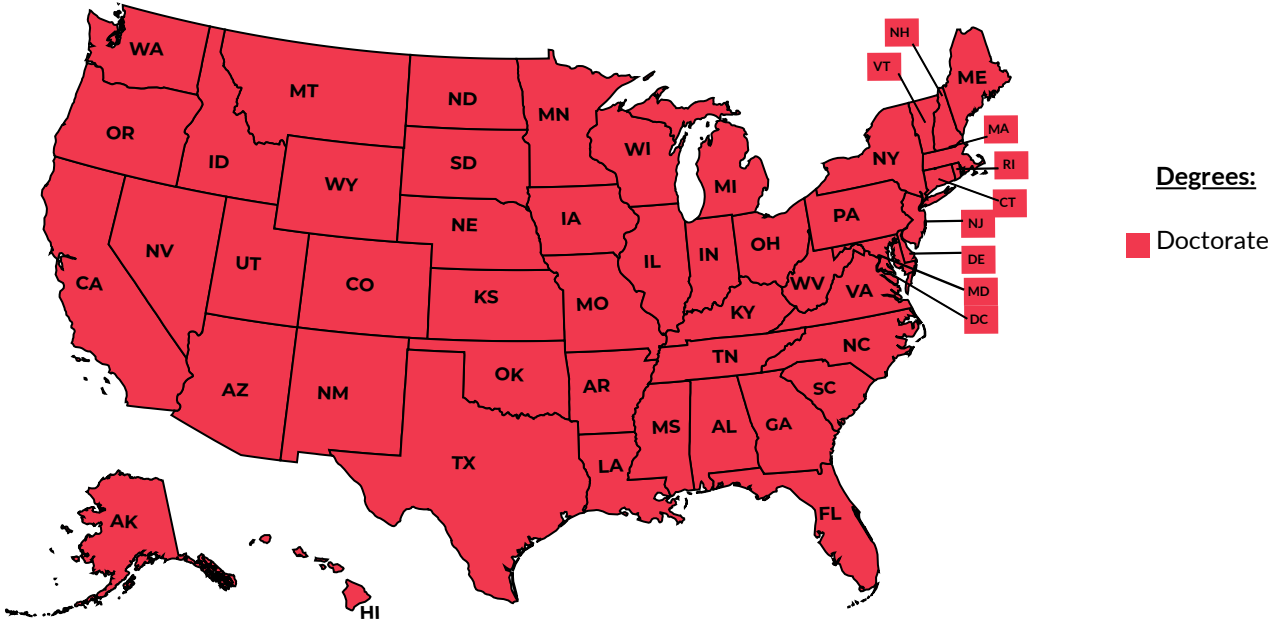 NH
WA
VT
ME
MT
ND
MN
MA
OR
WI
NY
ID
SD
RI
WY
MI
CT
IA
PA
NE
NJ
NV
OH
IN
UT
IL
DE
CA
CO
WV
VA
MD
KS
MO
KY
DC
NC
TN
OK
AZ
AR
SC
NM
MS
AL
GA
TX
LA
FL
AK
HI
Degrees:
Doctorate